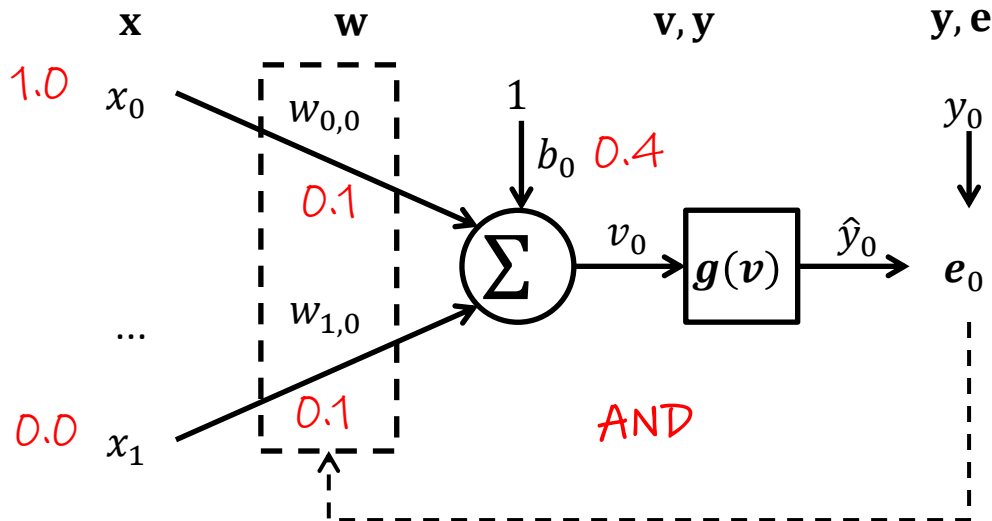 x w v, y y, e
1.0 x₀ w₀,₀ 1 y₀
0.1 b₀ 0.4
Σ v₀ g(v) ŷ₀ e₀
... w₁,₀
0.0 x₁ 0.1 AND